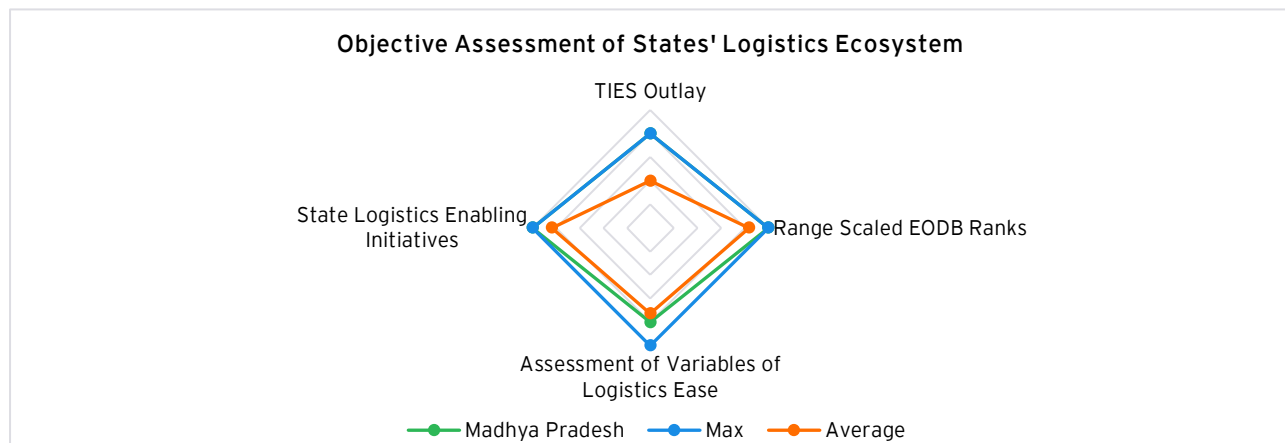 Objective Assessment of States' Logistics Ecosystem
TIES Outlay
State Logistics Enabling
Initiatives
Range Scaled EODB Ranks
Assessment of Variables of
Logistics Ease
Madhya Pradesh
Max
Average